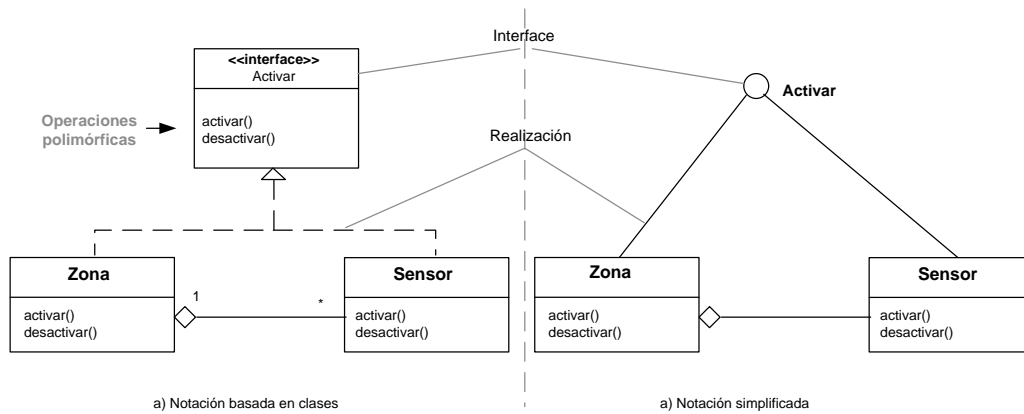 Interface
<<interface>>
Activar
activar()
desactivar()
Operaciones
polimórficas
Realización
Activar
Zona
activar()
desactivar()
1
*
Sensor
activar()
desactivar()
Zona
activar()
desactivar()
Sensor
activar()
desactivar()
a) Notación basada en clases
a) Notación simplificada